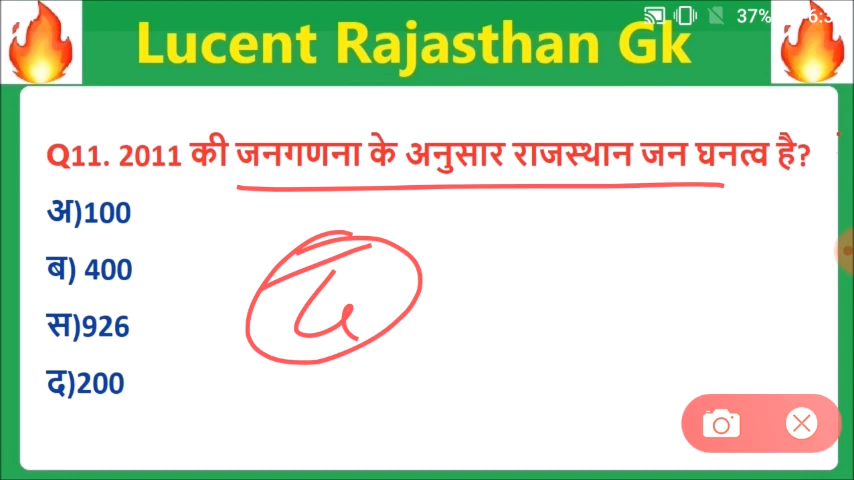 37%
Lucent Rajasthan Gk
Q11. 2011 की जनगणना के अनुसार राजस्थान जन घनत्व है?
अ)100
ब) 400
स)926
द)200